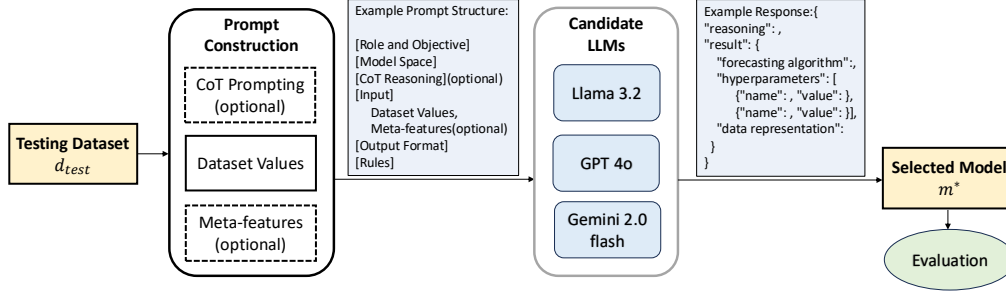 Testing Dataset
d_test
Prompt
Construction
CoT Prompting
(optional)
Dataset Values
Meta-features
(optional)
Example Prompt Structure:
[Role and Objective]
[Model Space]
[CoT Reasoning](optional)
[Input]
Dataset Values,
Meta-features(optional)
[Output Format]
[Rules]
Candidate
LLMs
Llama 3.2
GPT 4o
Gemini 2.0
flash
Example Response:{
"reasoning": ,
"result": {
"forecasting algorithm":,
"hyperparameters": [
{"name": , "value": },
{"name": , "value": }],
"data representation":
}
}
Selected Model
m*
Evaluation